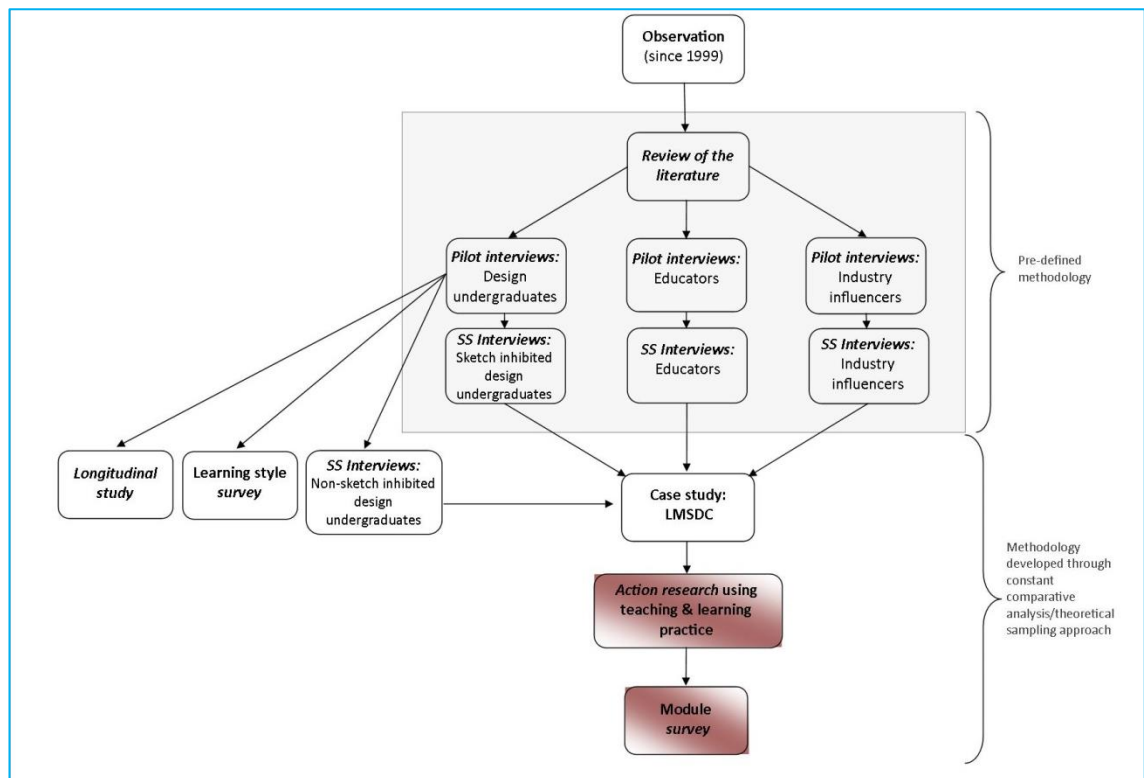 Observation
(since 1999)
Review of the
literature
Pilot interviews:
Design
undergraduates
Pilot interviews:
Educators
Pilot interviews:
Industry
influencers
Pre-defined
methodology
SS Interviews:
Sketch inhibited
design
undergraduates
SS Interviews:
Educators
SS Interviews:
Industry
influencers
Longitudinal
study
Learning style
survey
SS Interviews:
Non-sketch inhibited
design
undergraduates
Case study:
LMSDC
Methodology
developed through
constant
comparative
analysis/theoretical
sampling approach
Action research using
teaching & learning
practice
Module
survey